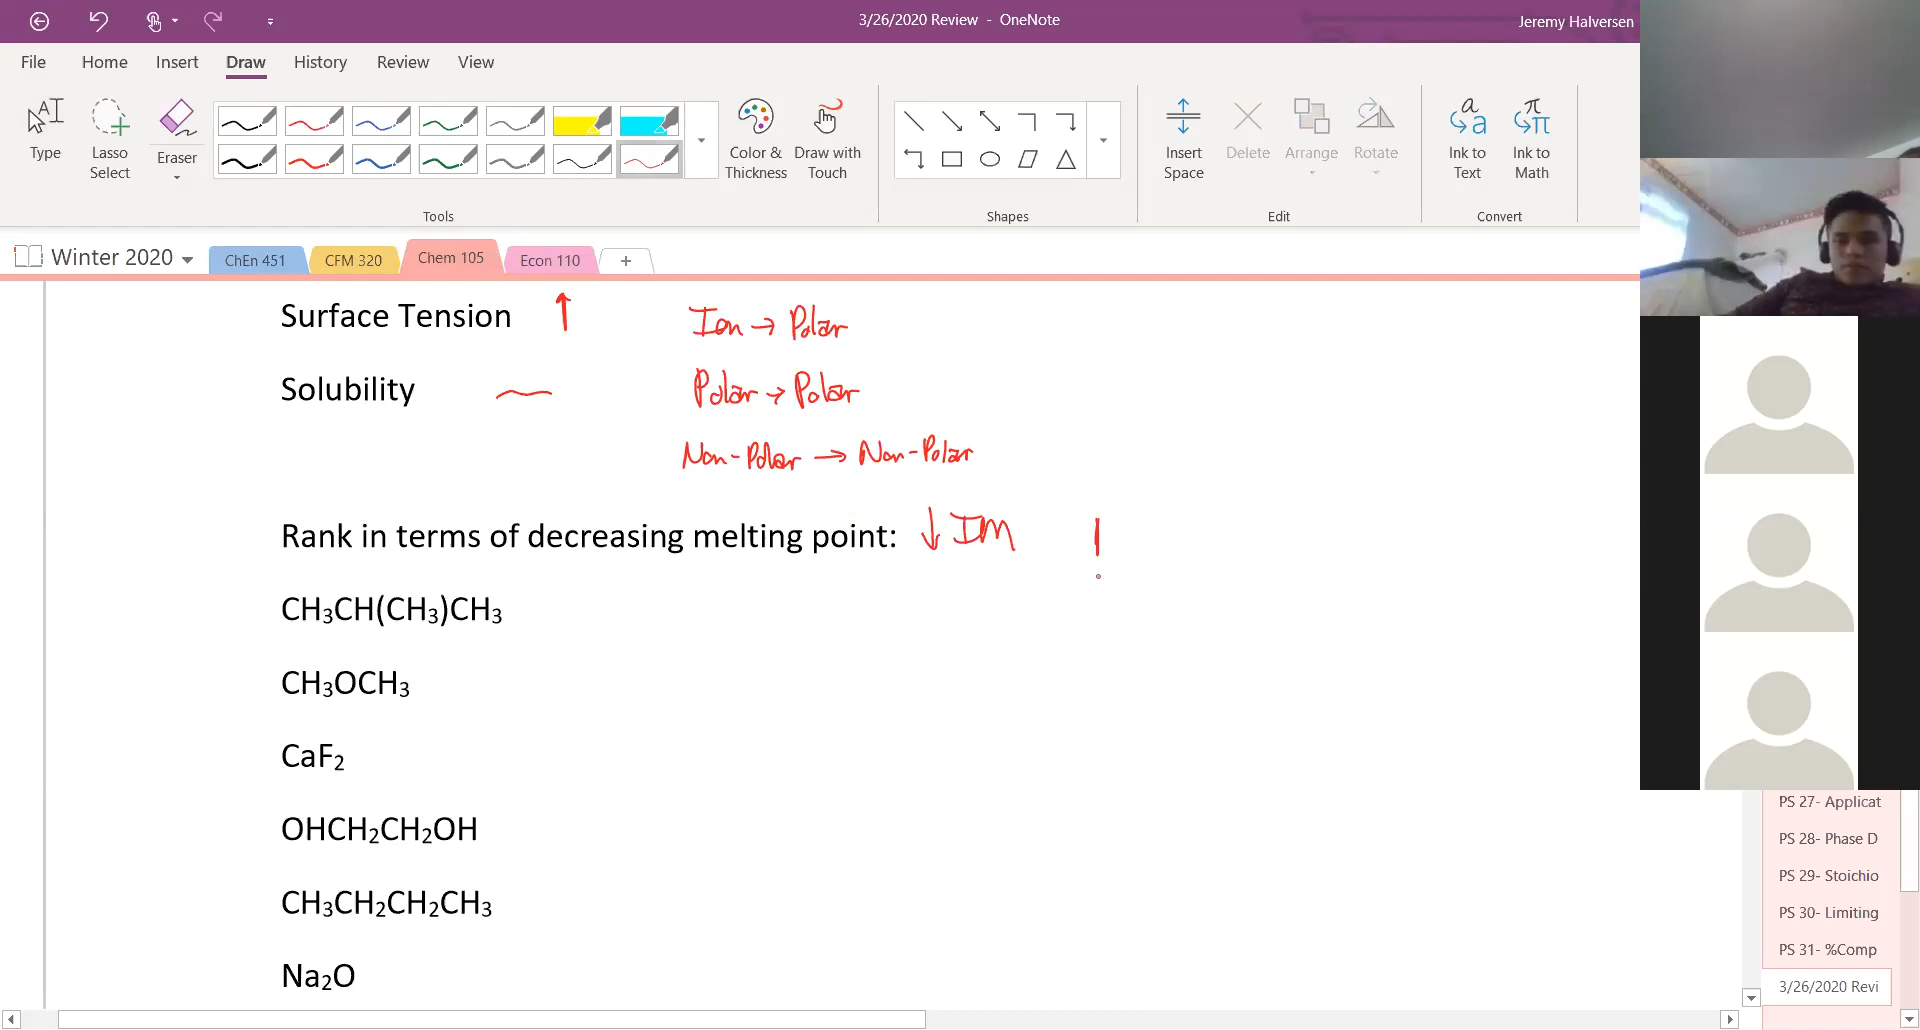 3/26/2020 Review - OneNote
Jeremy Halversen
File Home Insert Draw History Review View
Type
Lasso Select
Eraser
Color & Thickness
Draw with Touch
Insert Space
Delete
Arrange
Rotate
Ink to Text
Ink to Math
Tools
Shapes
Edit
Convert
Winter 2020
ChEn 451
CFM 320
Chem 105
Econ 110
Surface Tension ↑ Ion → Polar
Solubility Polar → Polar
Non-Polar → Non-Polar
Rank in terms of decreasing melting point: ↓ IM
CH₃CH(CH₃)CH₃
CH₃OCH₃
CaF₂
OHCH₂CH₂OH
CH₃CH₂CH₂CH₃
Na₂O
PS 27- Applicat
PS 28- Phase D
PS 29- Stoichio
PS 30- Limiting
PS 31- %Comp
3/26/2020 Revi